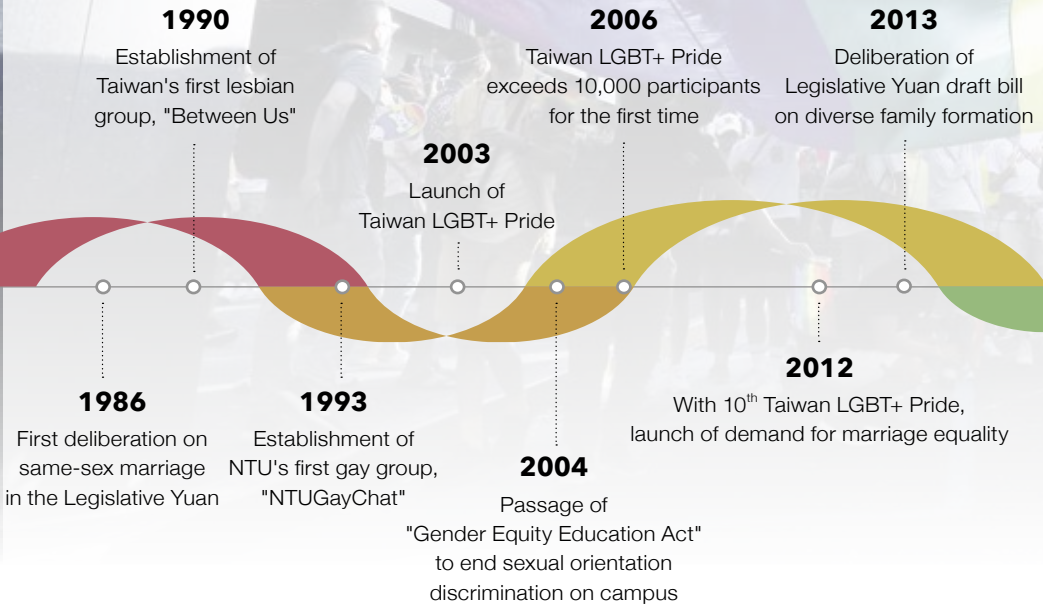 1990
Establishment of
Taiwan's first lesbian
group, "Between Us"
2006
Taiwan LGBT+ Pride
exceeds 10,000 participants
for the first time
2013
Deliberation of
Legislative Yuan draft bill
on diverse family formation
2003
Launch of
Taiwan LGBT+ Pride
1986
First deliberation on
same-sex marriage
in the Legislative Yuan
1993
Establishment of
NTU's first gay group,
"NTUGayChat"
2004
Passage of
"Gender Equity Education Act"
to end sexual orientation
discrimination on campus
2012
With 10th Taiwan LGBT+ Pride,
launch of demand for marriage equality